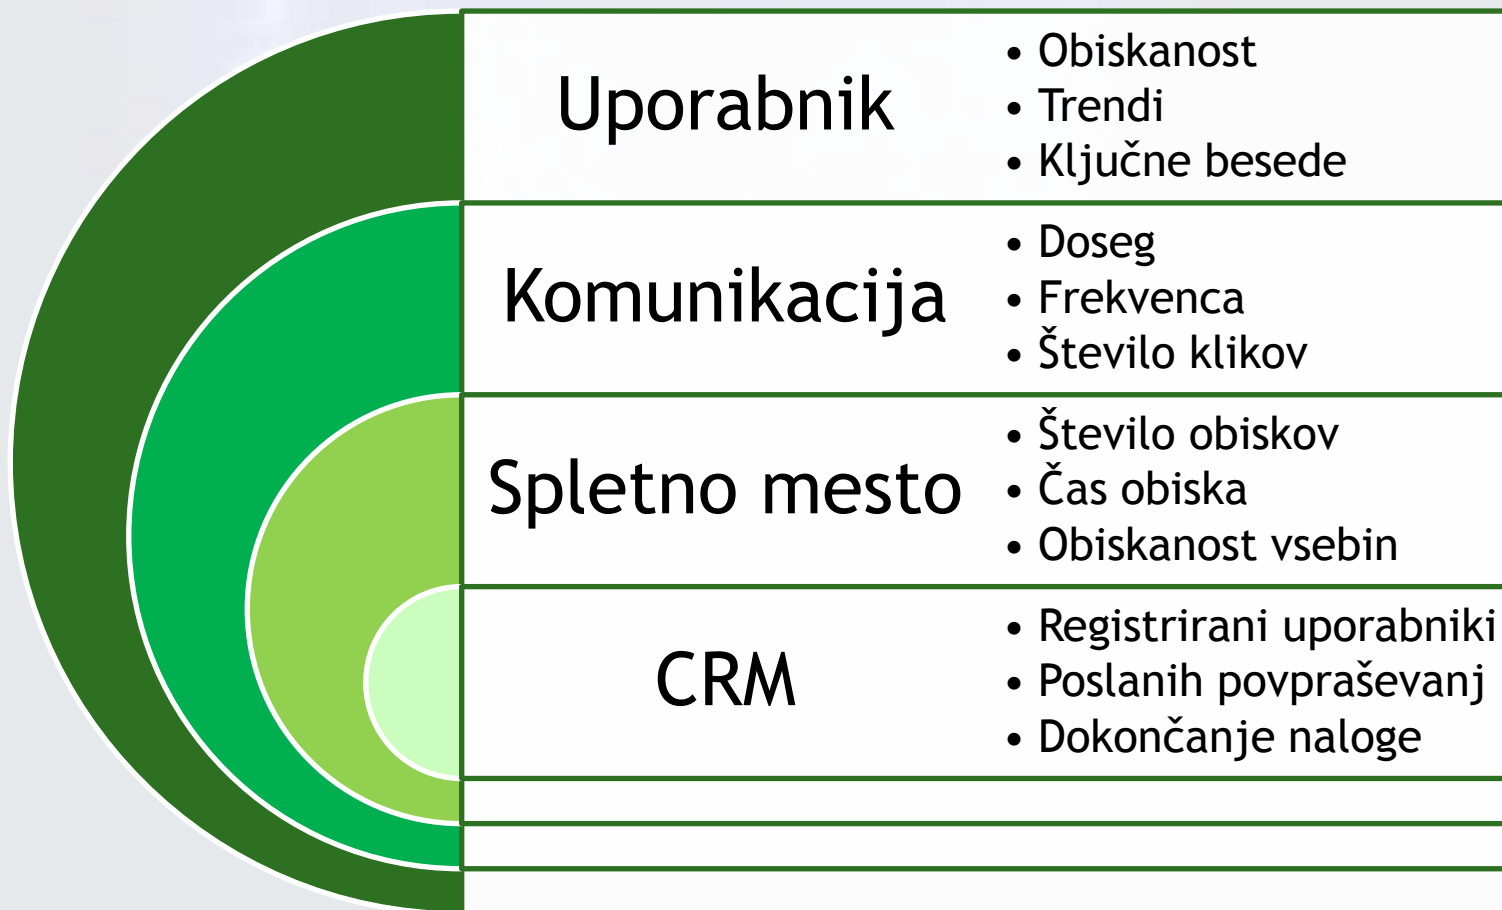 Uporabnik
• Obiskanost
• Trendi
• Ključne besede
Komunikacija
• Doseg
• Frekvenca
• Število klikov
Spletno mesto
• Število obiskov
• Čas obiska
• Obiskanost vsebin
CRM
• Registrirani uporabniki
• Poslanih povpraševanj
• Dokončanje naloge